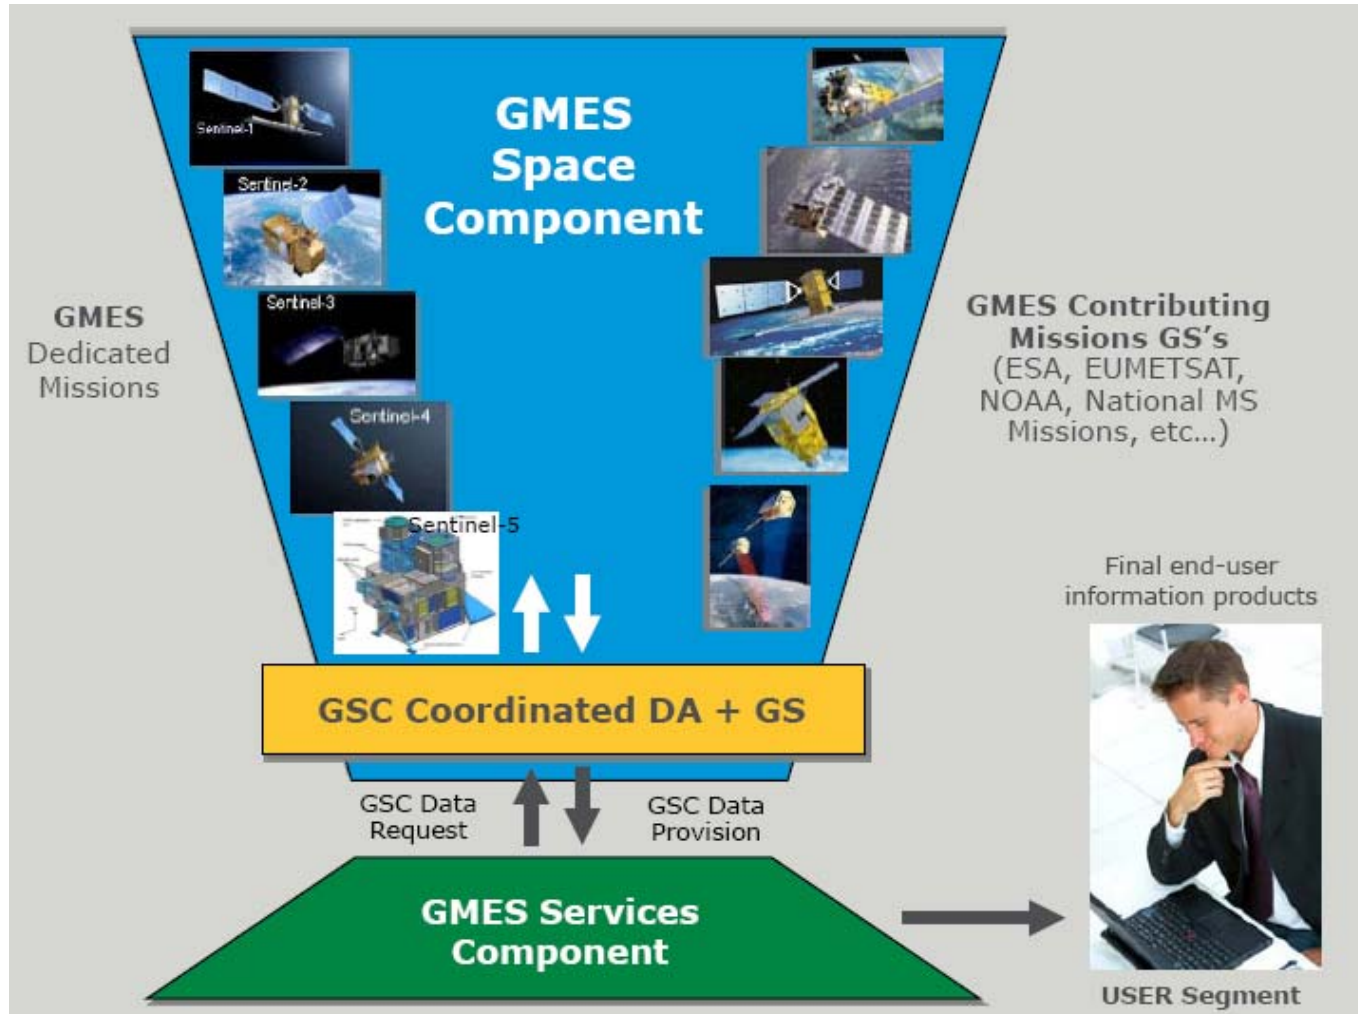 GMES
Space
Component
Sentinel-1
Sentinel-2
Sentinel-3
Sentinel-4
Sentinel-5
GMES
Dedicated
Missions
GMES Contributing
Missions GS's
(ESA, EUMETSAT,
NOAA, National MS
Missions, etc...)
GSC Coordinated DA + GS
GSC Data
Request
GSC Data
Provision
GMES Services
Component
Final end-user
information products
USER Segment